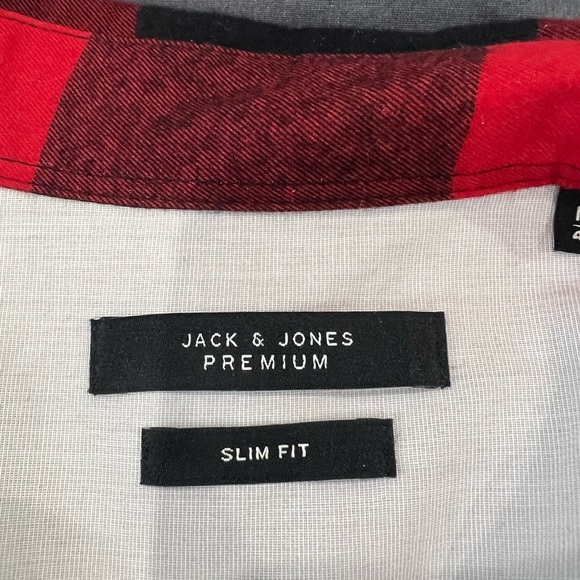 JACK & JONES
PREMIUM
SLIM FIT